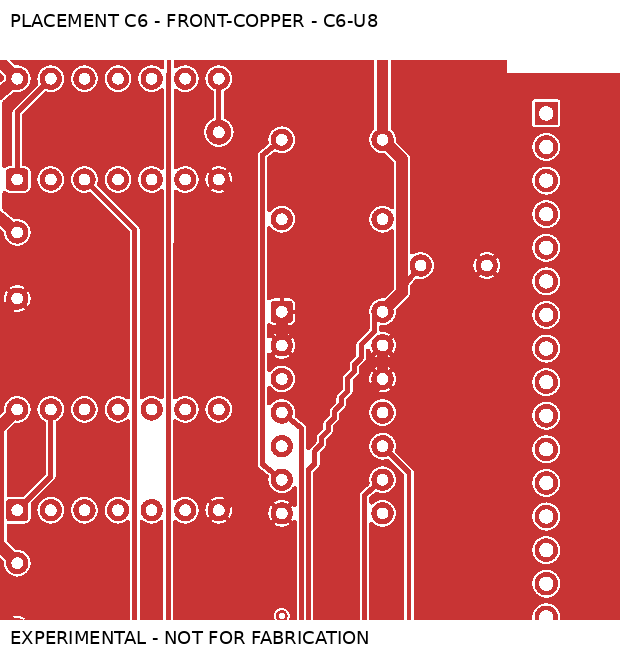 PLACEMENT C6 - FRONT-COPPER - C6-U8
EXPERIMENTAL - NOT FOR FABRICATION